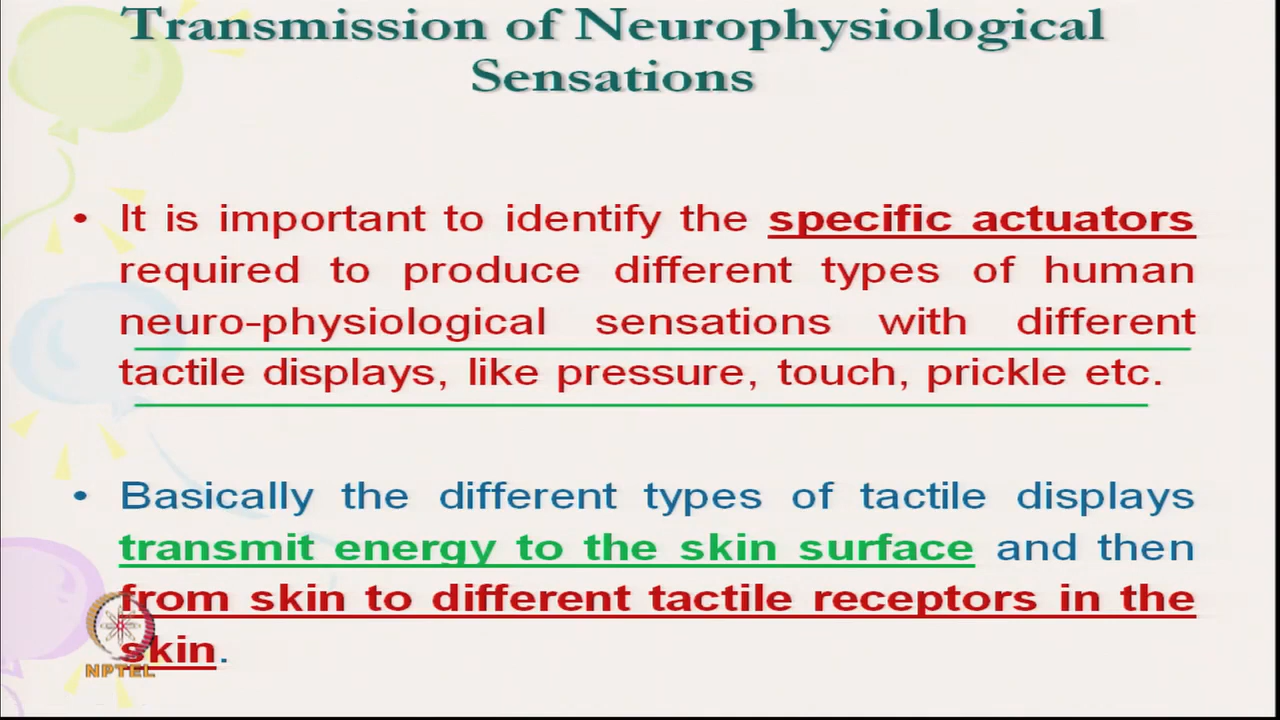 Transmission of Neurophysiological
Sensations
• It is important to identify the specific actuators
required to produce different types of human
neuro-physiological sensations with different
tactile displays, like pressure, touch, prickle etc.
• Basically the different types of tactile displays
transmit energy to the skin surface and then
from skin to different tactile receptors in the
skin.
NPTEL